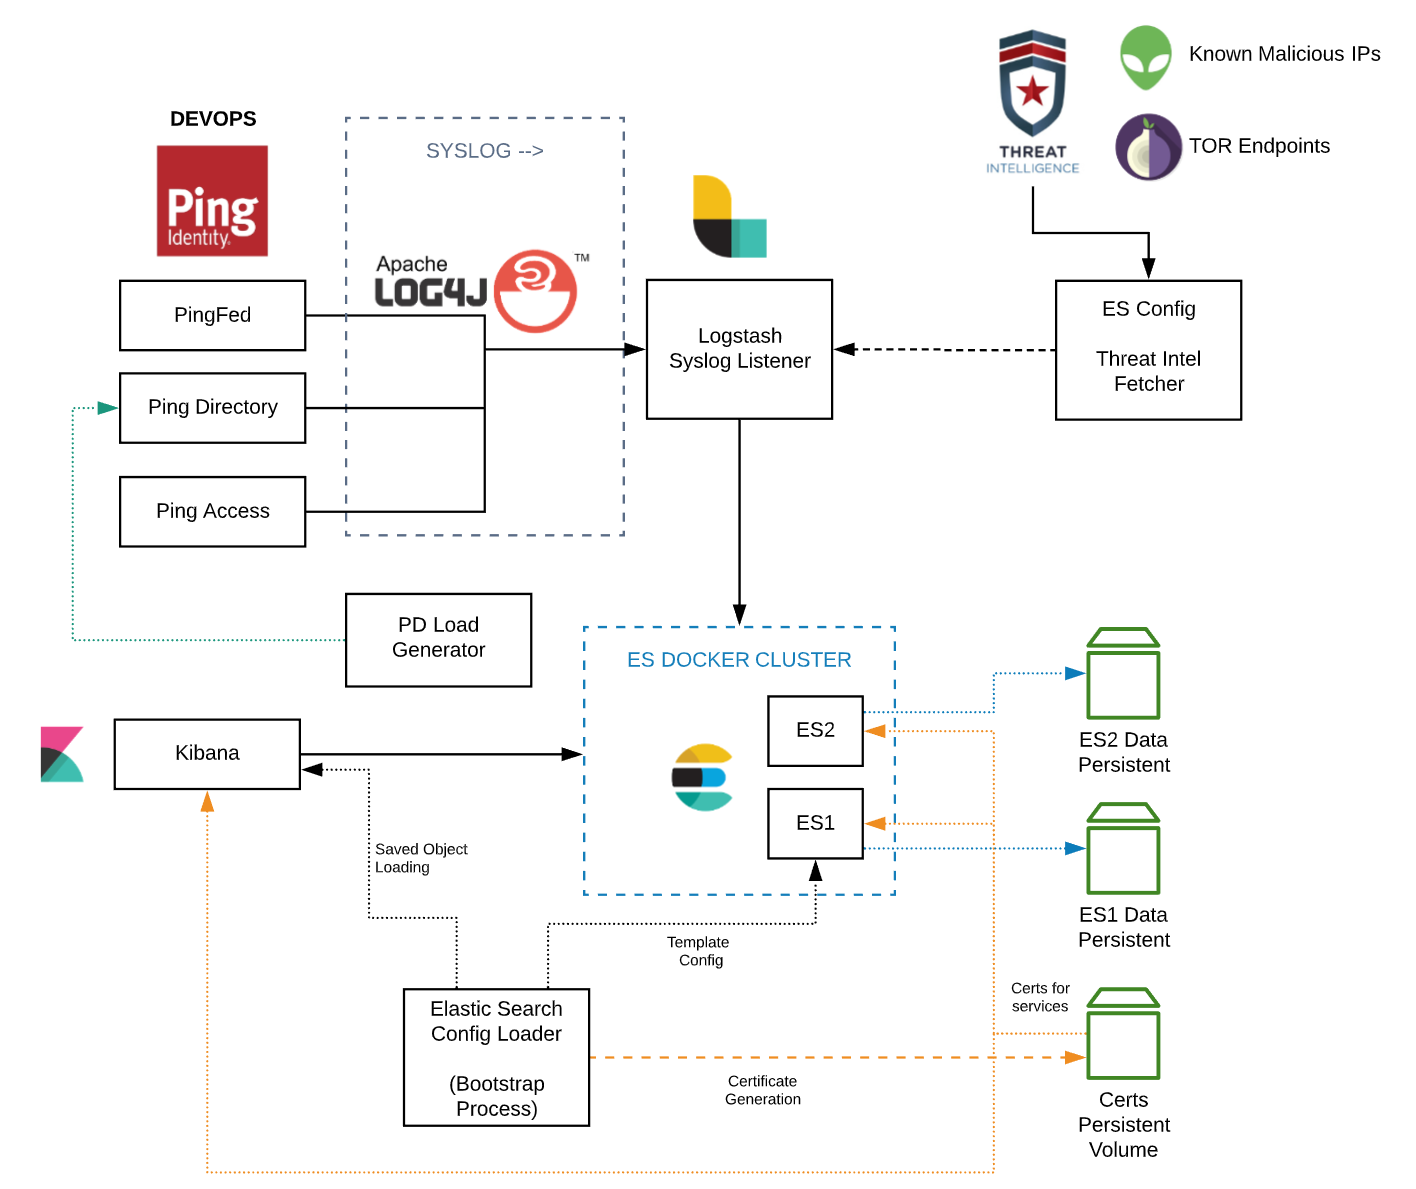 Known Malicious IPs
TOR Endpoints
THREAT
INTELLIGENCE
DEVOPS
Ping
Identity
SYSLOG -->
Apache
LOG4J
TM
PingFed
Ping Directory
Ping Access
Logstash
Syslog Listener
ES Config
Threat Intel
Fetcher
PD Load
Generator
ES DOCKER CLUSTER
ES2
ES1
Kibana
ES2 Data
Persistent
ES1 Data
Persistent
Saved Object
Loading
Template
Config
Elastic Search
Config Loader
(Bootstrap
Process)
Certs for
services
Certificate
Generation
Certs
Persistent
Volume